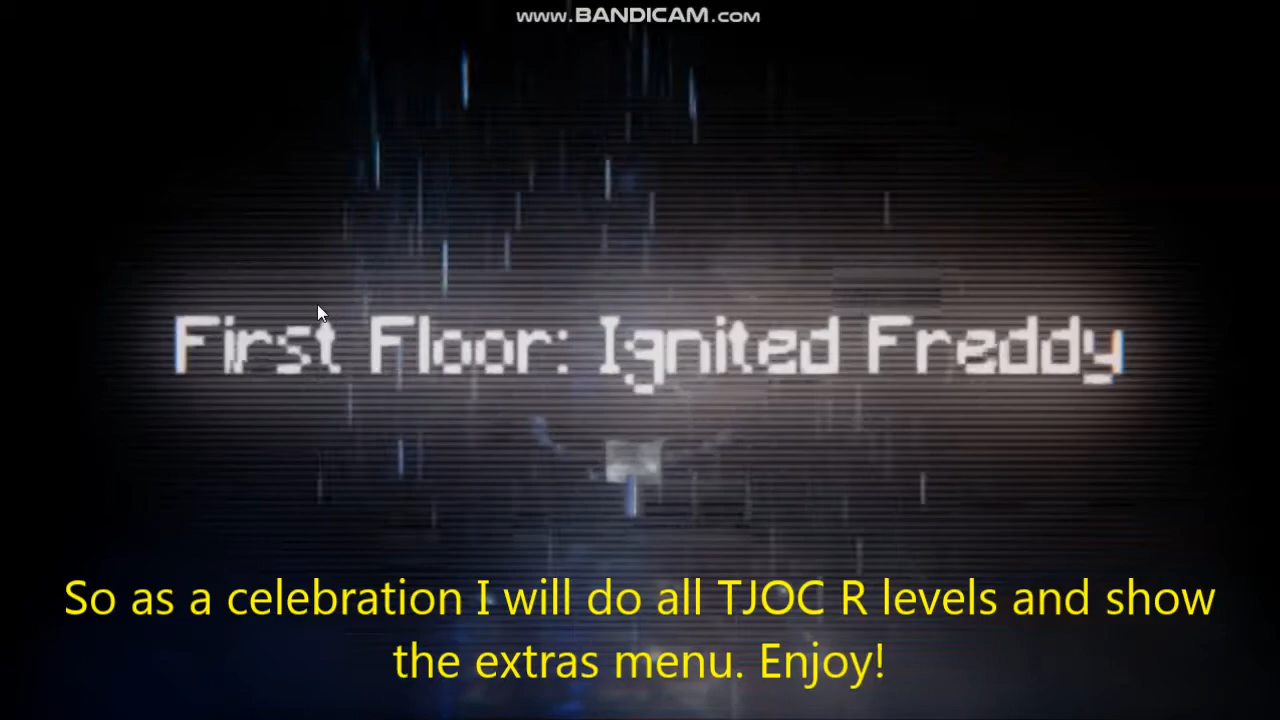 www.BANDICAM.com
First Floor: Ignited Freddy
So as a celebration I will do all TJOC R levels and show
the extras menu. Enjoy!